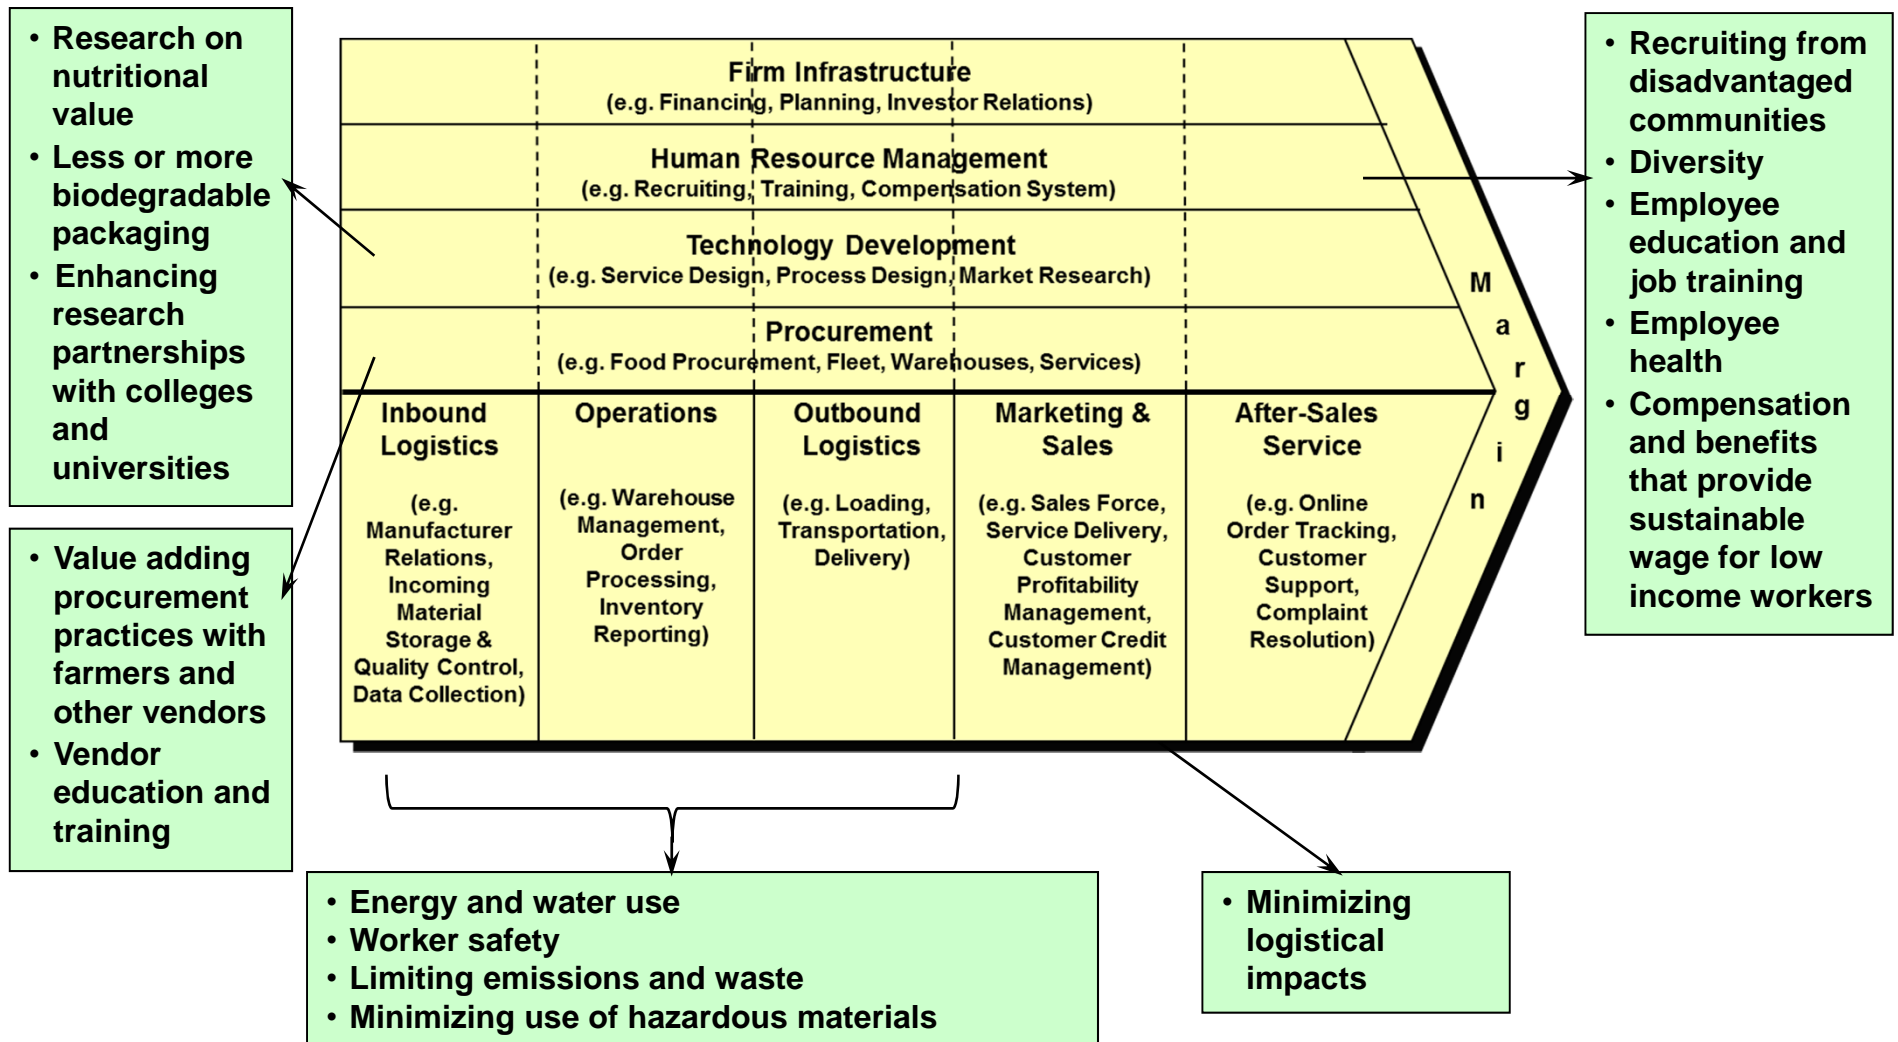 • Research on
nutritional
value
• Less or more
biodegradable
packaging
• Enhancing
research
partnerships
with colleges
and
universities
• Value adding
procurement
practices with
farmers and
other vendors
• Vendor
education and
training
Firm Infrastructure
(e.g. Financing, Planning, Investor Relations)
Human Resource Management
(e.g. Recruiting, Training, Compensation System)
Technology Development
(e.g. Service Design, Process Design, Market Research)
Procurement
(e.g. Food Procurement, Fleet, Warehouses, Services)
Inbound
Logistics
(e.g.
Manufacturer
Relations,
Incoming
Material
Storage &
Quality Control,
Data Collection)
Operations
(e.g. Warehouse
Management,
Order
Processing,
Inventory
Reporting)
Outbound
Logistics
(e.g. Loading,
Transportation,
Delivery)
Marketing &
Sales
(e.g. Sales Force,
Service Delivery,
Customer
Profitability
Management,
Customer Credit
Management)
After-Sales
Service
(e.g. Online
Order Tracking,
Customer
Support,
Complaint
Resolution)
M
a
r
g
i
n
• Recruiting from
disadvantaged
communities
• Diversity
• Employee
education and
job training
• Employee
health
• Compensation
and benefits
that provide
sustainable
wage for low
income workers
• Energy and water use
• Worker safety
• Limiting emissions and waste
• Minimizing use of hazardous materials
• Minimizing
logistical
impacts